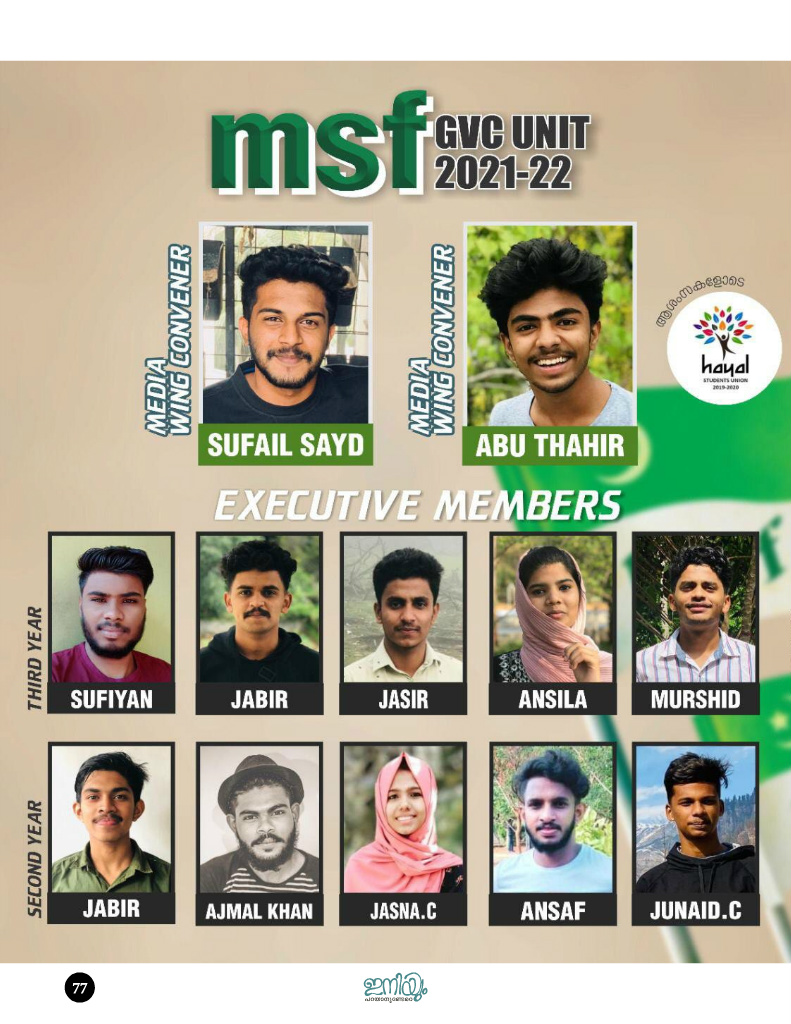 msf GVC UNIT
2021-22
MEDIA
WING CONVENER
SUFAIL SAYD
MEDIA
WING CONVENER
ABU THAHIR
ആശംസകളോടെ
hayal
STUDENTS UNION
2019-2020
EXECUTIVE MEMBERS
THIRD YEAR
SUFIYAN
JABIR
JASIR
ANSILA
MURSHID
SECOND YEAR
JABIR
AJMAL KHAN
JASNA.C
ANSAF
JUNAID.C
77
ഇനിയും